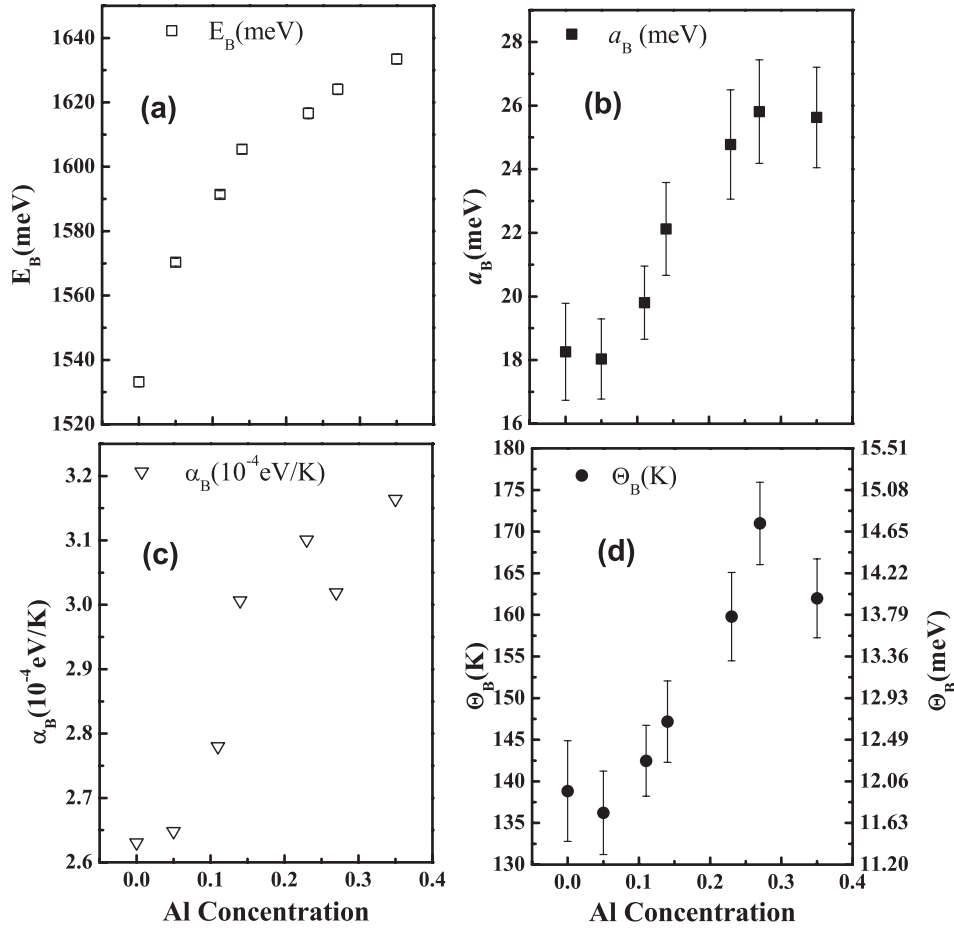 E_B(meV)
(a)
1640
1620
1600
1580
1560
1540
1520
E_B(meV)
a_B (meV)
(b)
28
26
24
22
20
18
16
a_B(meV)
α_B(10⁻⁴eV/K)
(c)
3.2
3.1
3.0
2.9
2.8
2.7
2.6
α_B(10⁻⁴eV/K)
0.0 0.1 0.2 0.3 0.4
Al Concentration
Θ_B(K)
(d)
180
175
170
165
160
155
150
145
140
135
130
Θ_B(K)
15.51
15.08
14.65
14.22
13.79
13.36
12.93
12.49
12.06
11.63
11.20
Θ_B(meV)
0.0 0.1 0.2 0.3 0.4
Al Concentration